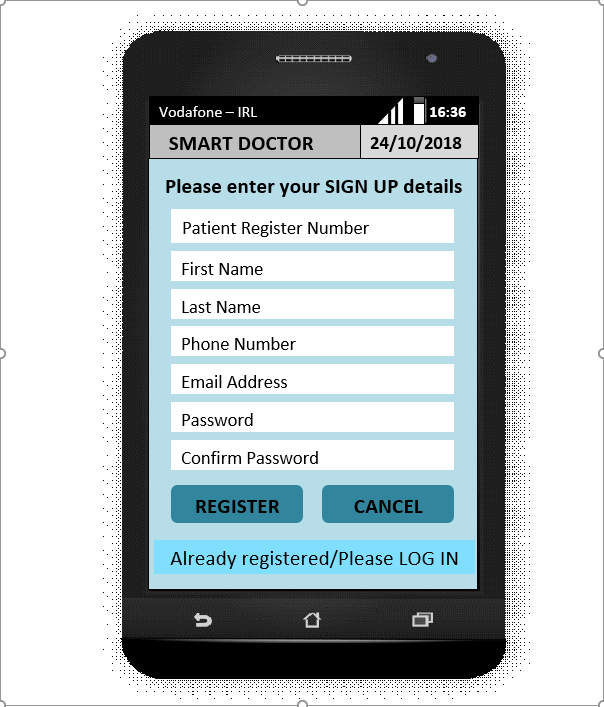 Vodafone – IRL 16:36
SMART DOCTOR 24/10/2018
Please enter your SIGN UP details
Patient Register Number
First Name
Last Name
Phone Number
Email Address
Password
Confirm Password
REGISTER CANCEL
Already registered/Please LOG IN